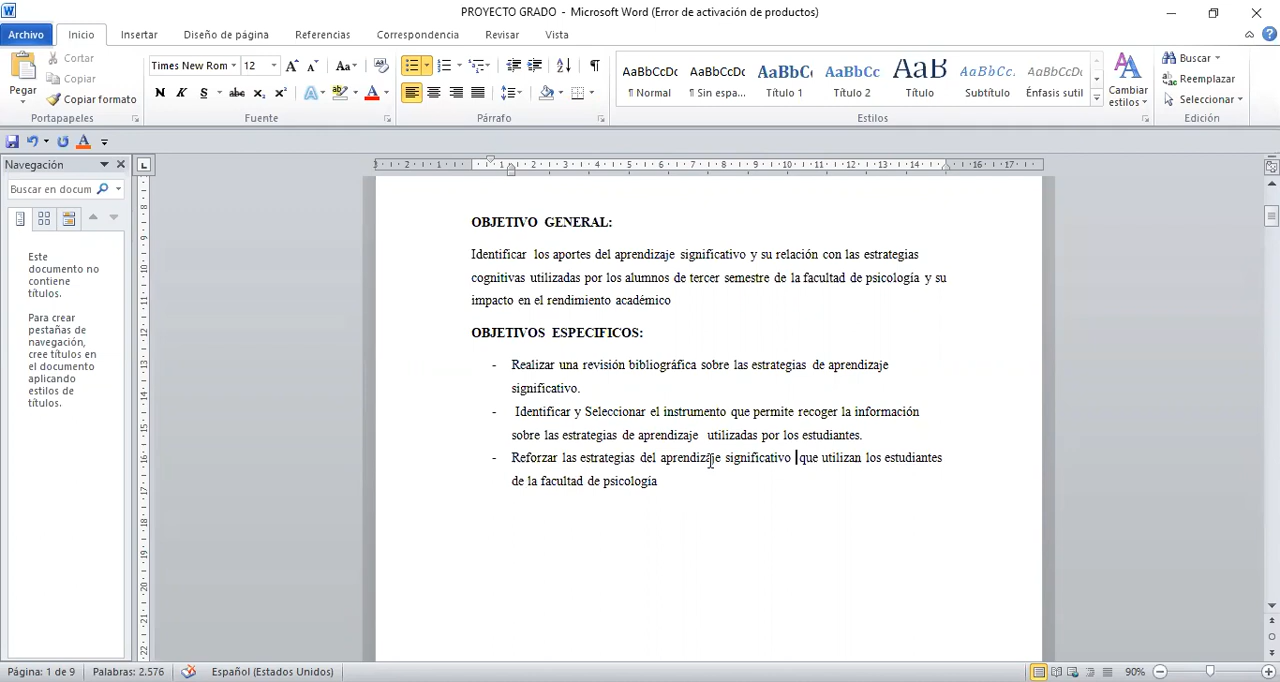 PROYECTO GRADO - Microsoft Word (Error de activación de productos)
Archivo Inicio Insertar Diseño de página Referencias Correspondencia Revisar Vista
Pegar
Cortar
Copiar
Copiar formato
Portapapeles
Times New Rom 12
Fuente
Párrafo
AaBbCcDc AaBbCcDc AaBbC AaBbCc AaB AaBbCc. AaBbCcDc
¶ Normal ¶ Sin espa... Título 1 Título 2 Título Subtítulo Énfasis sutil
Cambiar
estilos
Estilos
Buscar
Reemplazar
Seleccionar
Edición
Navegación
Buscar en docum
Este
documento no
contiene
títulos.
Para crear
pestañas de
navegación,
cree títulos en
el documento
aplicando
estilos de
títulos.
OBJETIVO GENERAL:
Identificar los aportes del aprendizaje significativo y su relación con las estrategias
cognitivas utilizadas por los alumnos de tercer semestre de la facultad de psicología y su
impacto en el rendimiento académico
OBJETIVOS ESPECIFICOS:
- Realizar una revisión bibliográfica sobre las estrategias de aprendizaje
significativo.
- Identificar y Seleccionar el instrumento que permite recoger la información
sobre las estrategias de aprendizaje utilizadas por los estudiantes.
- Reforzar las estrategias del aprendizaje significativo que utilizan los estudiantes
de la facultad de psicología
Página: 1 de 9 Palabras: 2.576 Español (Estados Unidos) 90%